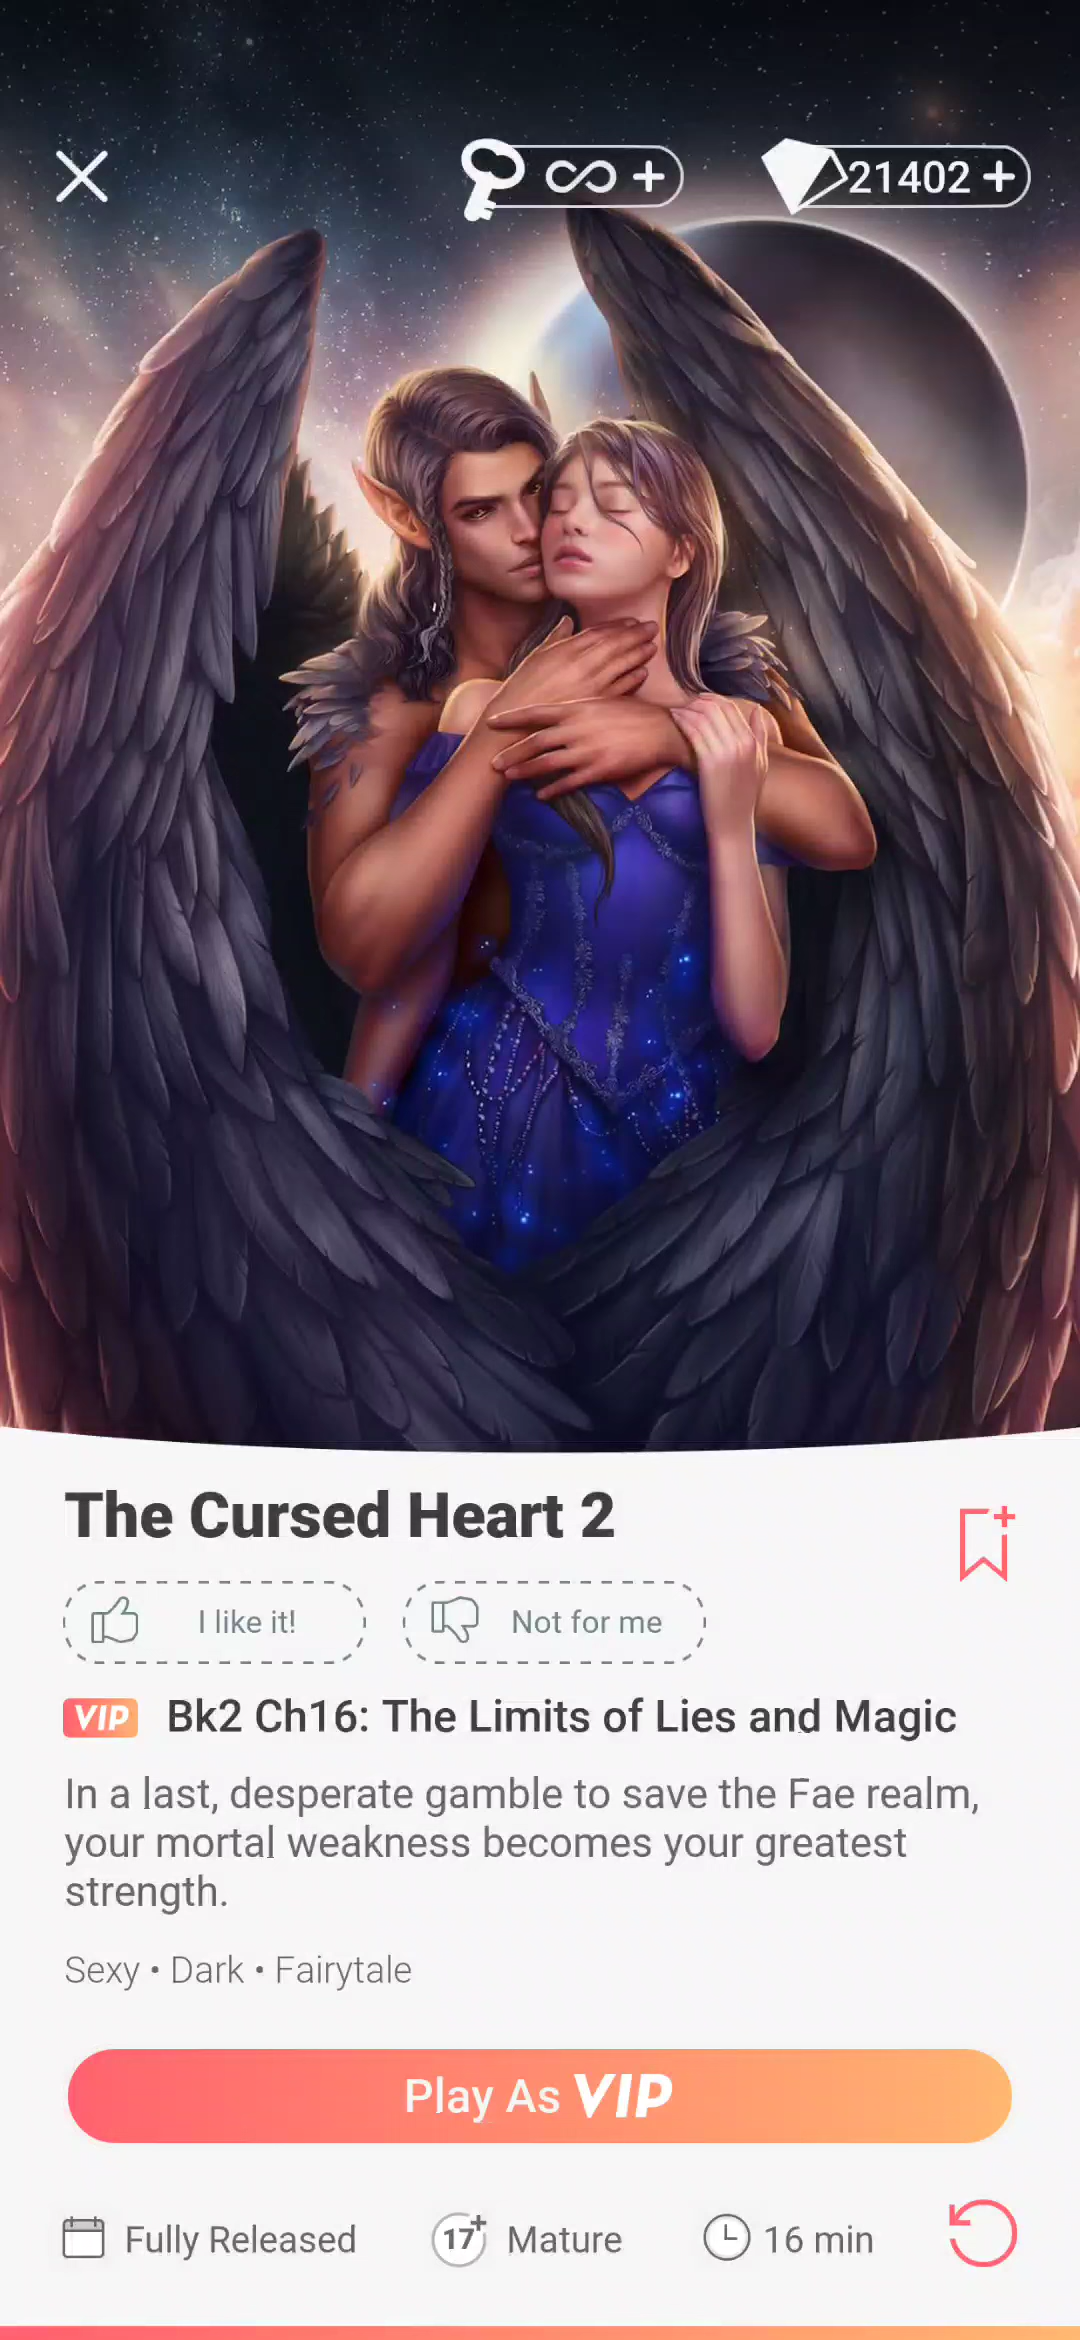 21402
The Cursed Heart 2
I like it!
Not for me
VIP Bk2 Ch16: The Limits of Lies and Magic
In a last, desperate gamble to save the Fae realm,
your mortal weakness becomes your greatest
strength.
Sexy • Dark • Fairytale
Play As VIP
Fully Released
17+ Mature
16 min